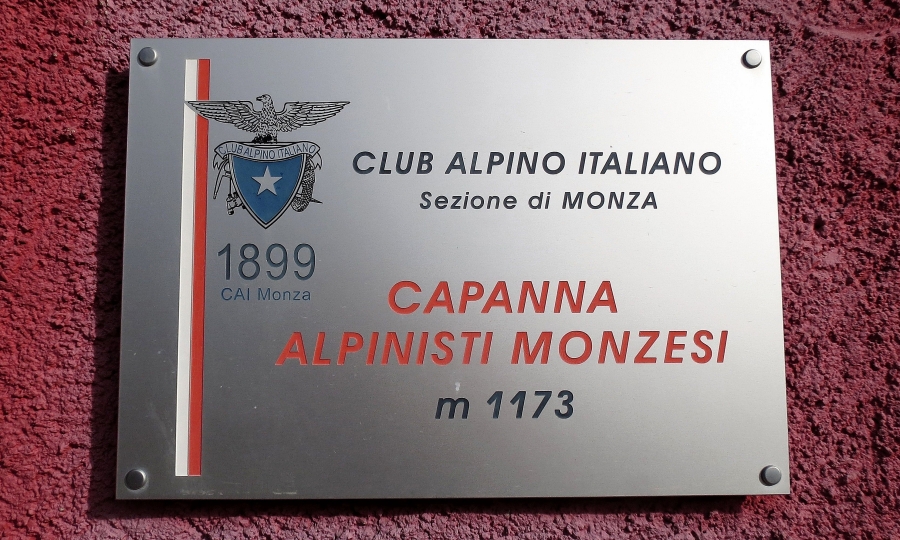 CLUB ALPINO ITALIANO
1899
CAI Monza
CLUB ALPINO ITALIANO
Sezione di MONZA
CAPANNA
ALPINISTI MONZESI
m 1173